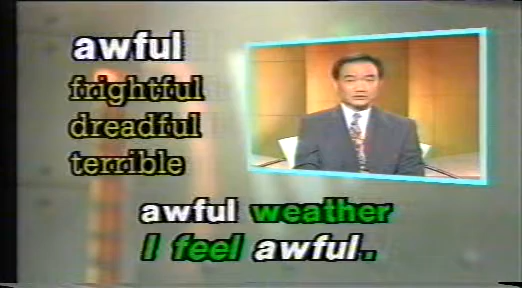 awful
frightful
dreadful
terrible
awful weather
I feel awful.